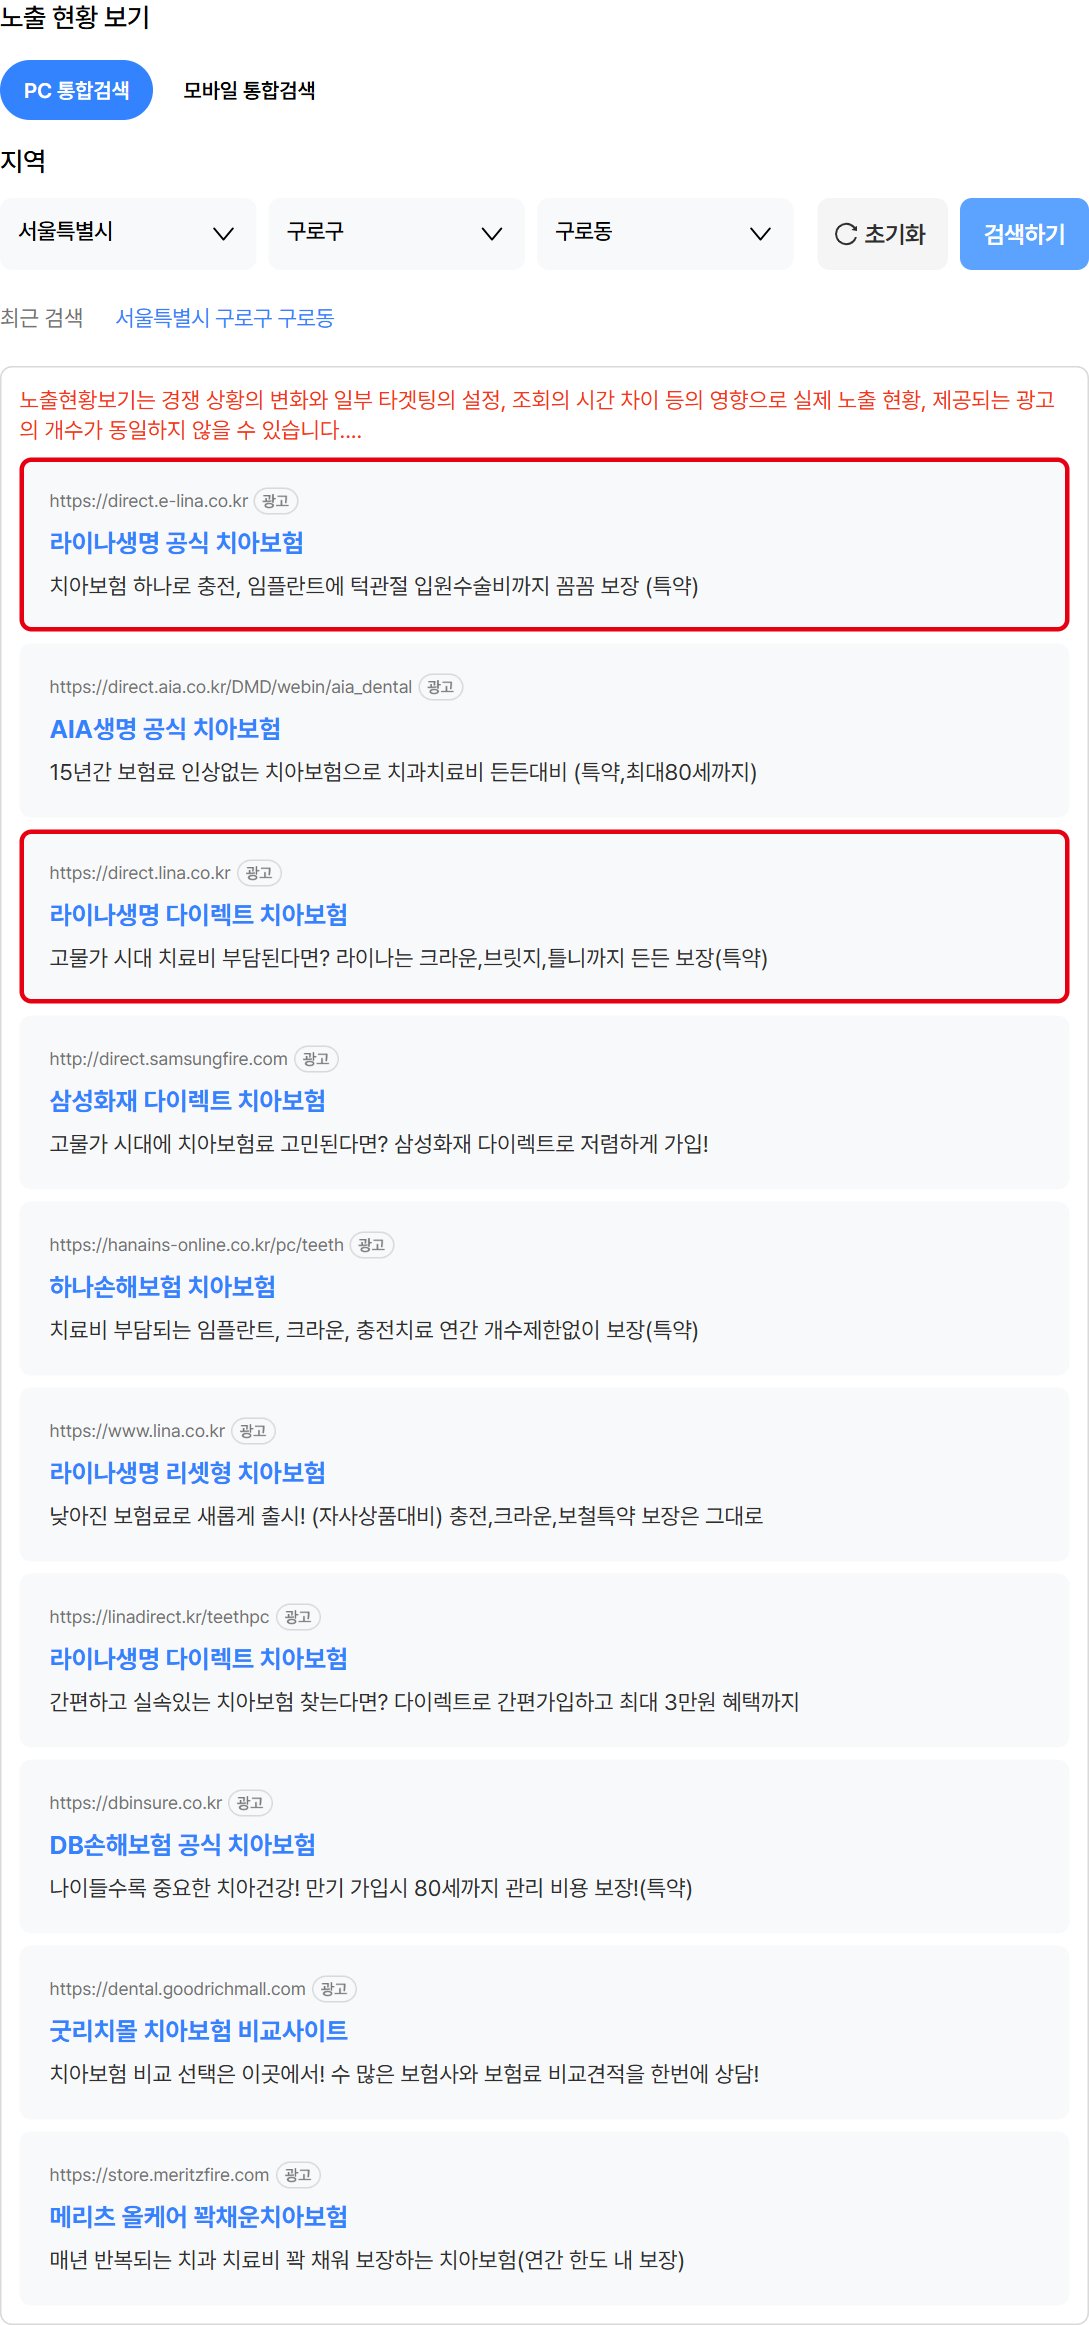 노출 현황 보기
PC 통합검색 모바일 통합검색
지역
서울특별시 구로구 구로동 초기화 검색하기
최근 검색 서울특별시 구로구 구로동
노출현황보기는 경쟁 상황의 변화와 일부 타겟팅의 설정, 조회의 시간 차이 등의 영향으로 실제 노출 현황, 제공되는 광고
의 개수가 동일하지 않을 수 있습니다....
https://direct.e-lina.co.kr 광고
라이나생명 공식 치아보험
치아보험 하나로 충전, 임플란트에 턱관절 입원수술비까지 꼼꼼 보장 (특약)
https://direct.aia.co.kr/DMD/webin/aia_dental 광고
AIA생명 공식 치아보험
15년간 보험료 인상없는 치아보험으로 치과치료비 든든대비 (특약,최대80세까지)
https://direct.lina.co.kr 광고
라이나생명 다이렉트 치아보험
고물가 시대 치료비 부담된다면? 라이나는 크라운,브릿지,틀니까지 든든 보장(특약)
http://direct.samsungfire.com 광고
삼성화재 다이렉트 치아보험
고물가 시대에 치아보험료 고민된다면? 삼성화재 다이렉트로 저렴하게 가입!
https://hanains-online.co.kr/pc/teeth 광고
하나손해보험 치아보험
치료비 부담되는 임플란트, 크라운, 충전치료 연간 개수제한없이 보장(특약)
https://www.lina.co.kr 광고
라이나생명 리셋형 치아보험
낮아진 보험료로 새롭게 출시! (자사상품대비) 충전,크라운,보철특약 보장은 그대로
https://linadirect.kr/teethpc 광고
라이나생명 다이렉트 치아보험
간편하고 실속있는 치아보험 찾는다면? 다이렉트로 간편가입하고 최대 3만원 혜택까지
https://dbinsure.co.kr 광고
DB손해보험 공식 치아보험
나이들수록 중요한 치아건강! 만기 가입시 80세까지 관리 비용 보장!(특약)
https://dental.goodrichmall.com 광고
굿리치몰 치아보험 비교사이트
치아보험 비교 선택은 이곳에서! 수 많은 보험사와 보험료 비교견적을 한번에 상담!
https://store.meritzfire.com 광고
메리츠 올케어 꽉채운치아보험
매년 반복되는 치과 치료비 꽉 채워 보장하는 치아보험(연간 한도 내 보장)